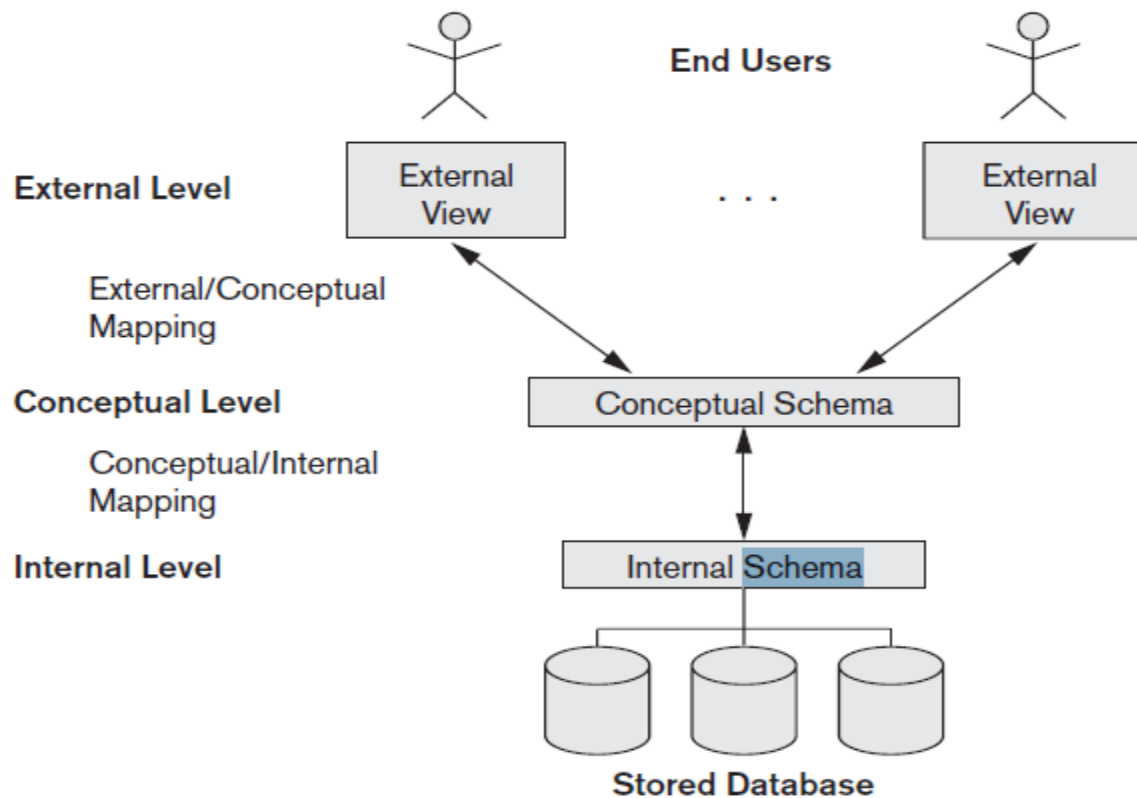 End Users
External Level
External
View
. . .
External
View
External/Conceptual
Mapping
Conceptual Level
Conceptual Schema
Conceptual/Internal
Mapping
Internal Level
Internal Schema
Stored Database